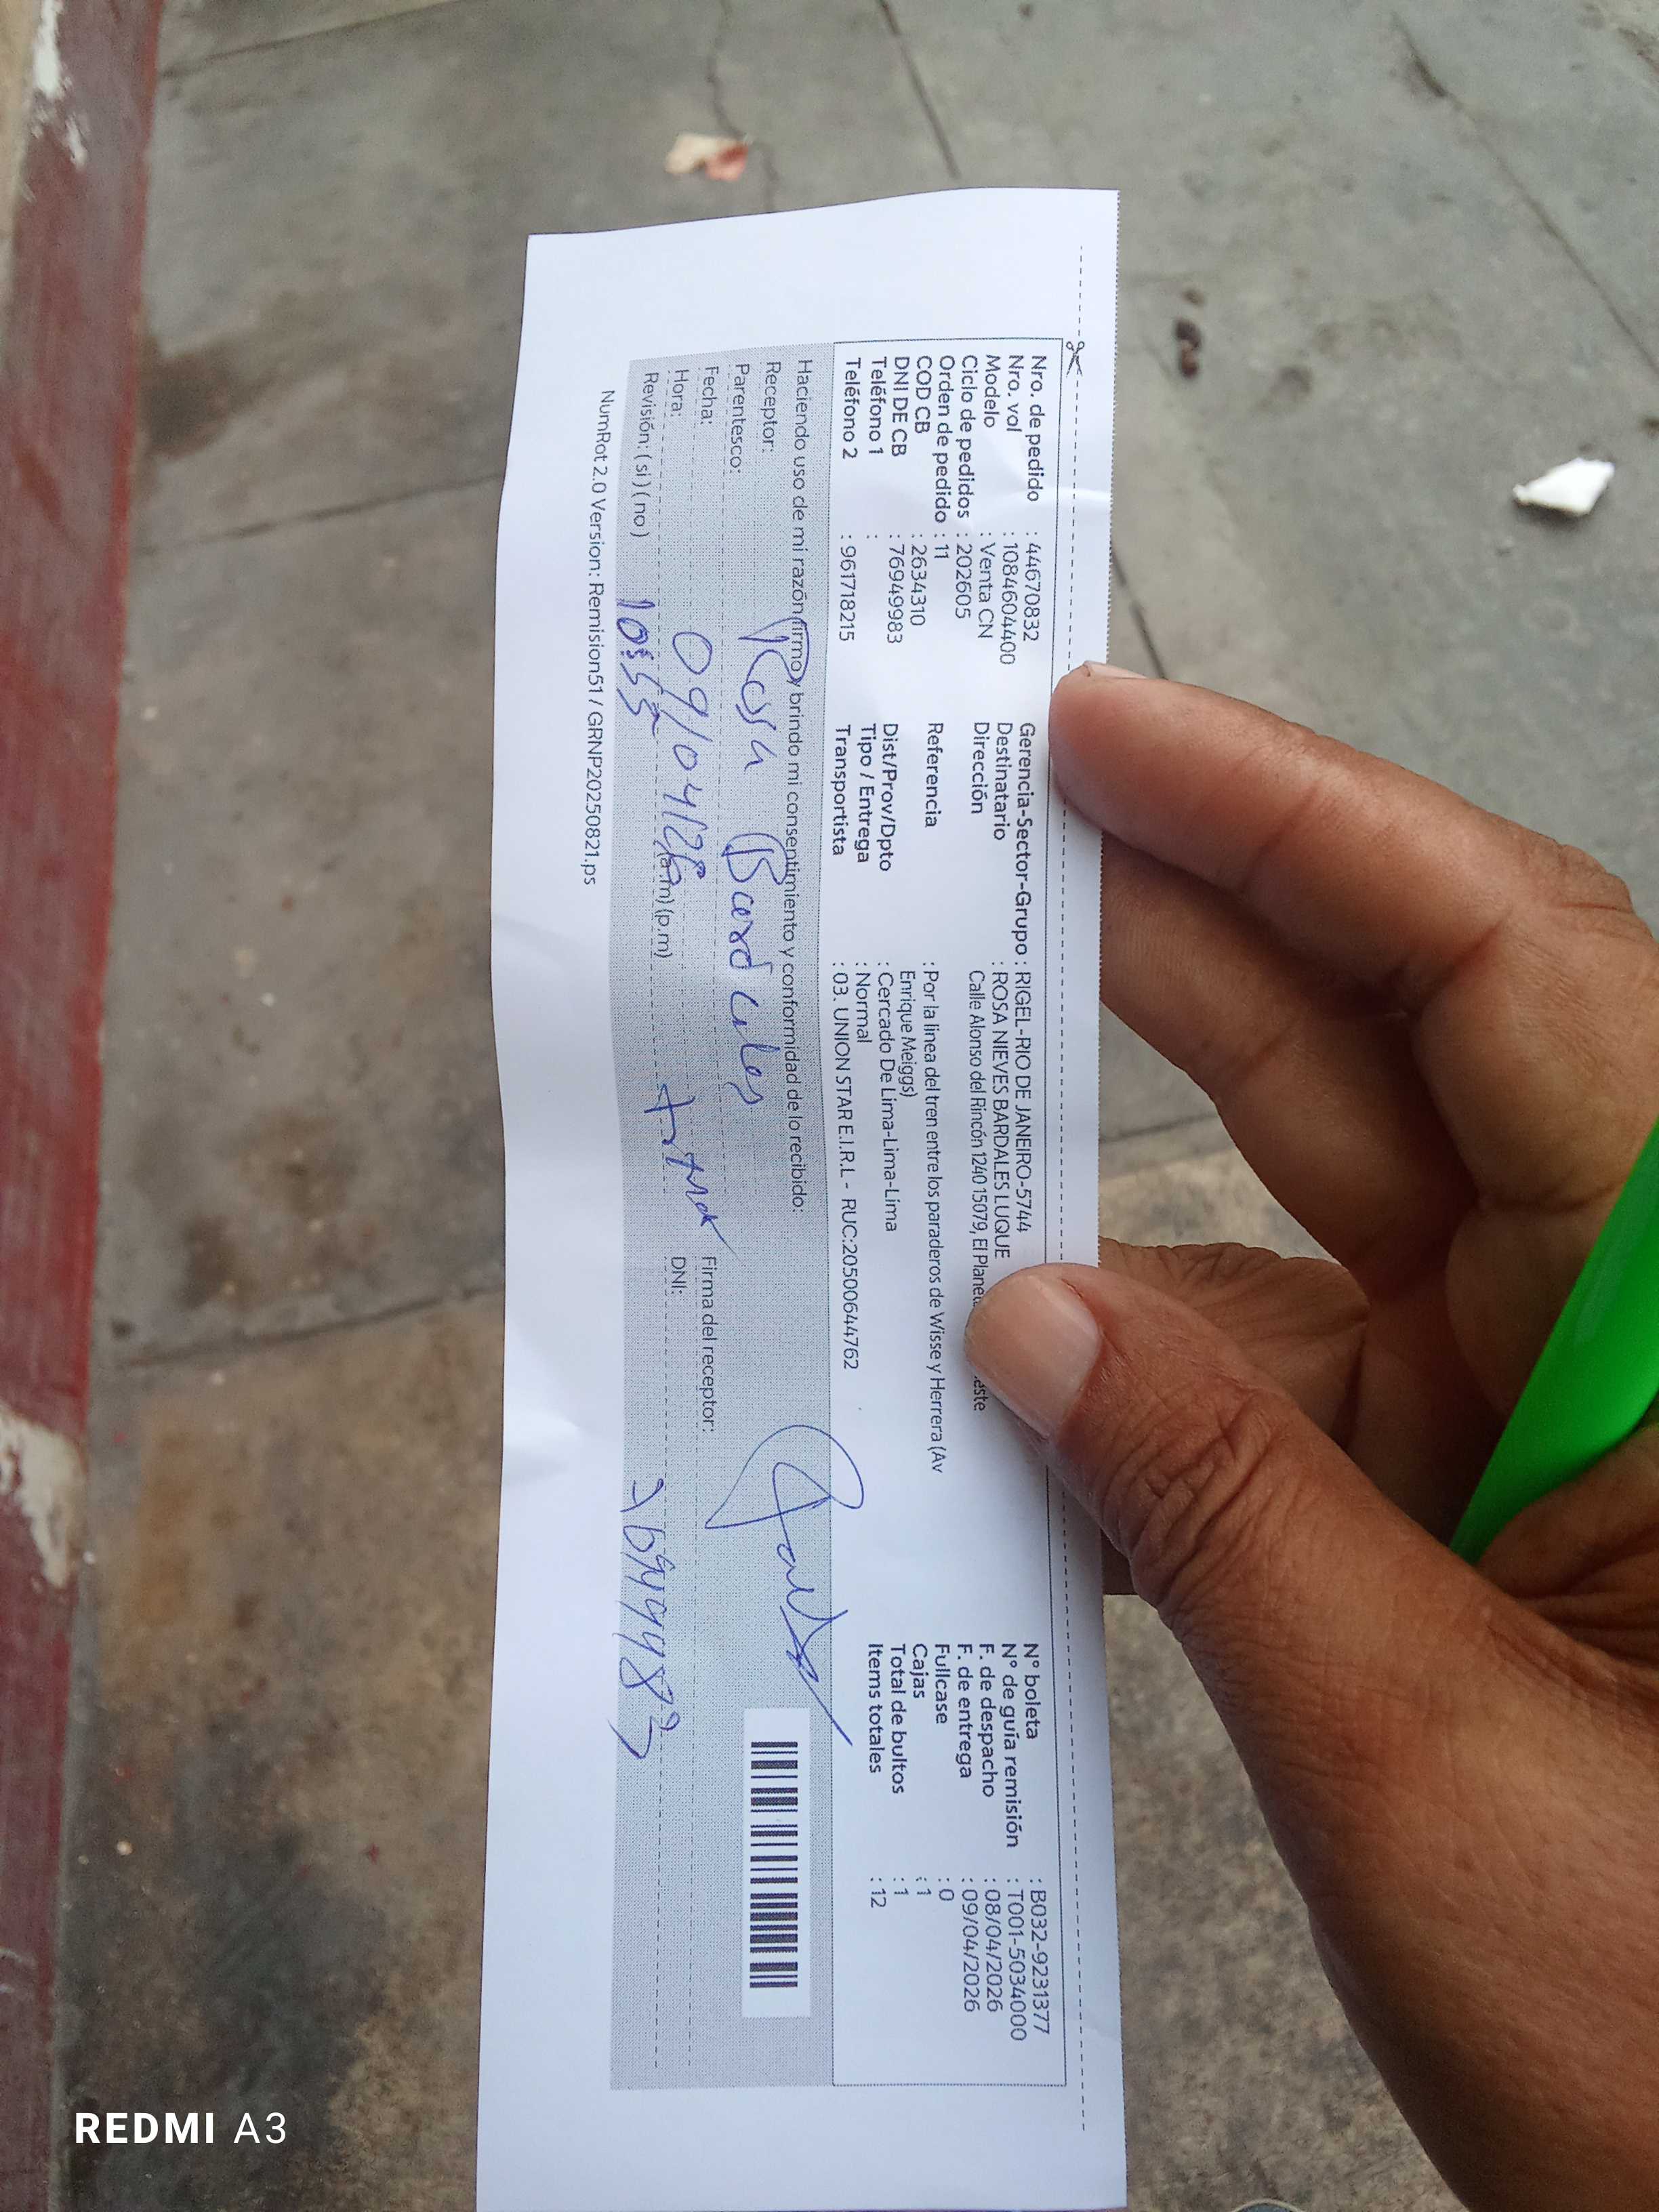 Nro. de pedido : 44670832
Nro. vol : 1084604400
Modelo : Venta CN
Ciclo de pedidos : 202605
Orden de pedido : 11
COD CB : 2634310
DNI DE CB : 76949983
Teléfono 1 :
Teléfono 2 : 961718215
Gerencia-Sector-Grupo : RIGEL-RIO DE JANEIRO-5744
Destinatario : ROSA NIEVES BARDALES LUQUE
Dirección Calle Alonso del Rincón 1240 15079, El
Referencia : Por la linea del tren entre los paraderos de Wisse y Herrera (Av
Enrique Meiggs)
Dist/Prov/Dpto : Cercado De Lima-Lima-Lima
Tipo / Entrega : Normal
Transportista : 03. UNION STAR E.I.R.L - RUC:20500644762
N° boleta : B032-9231377
N° de guía remisión : T001-5034000
F. de despacho : 08/04/2026
F. de entrega : 09/04/2026
Fullcase : 0
Cajas : 1
Total de bultos : 1
Items totales : 12
Haciendo uso de mi razón firmo y brindo mi consentimiento y conformidad de lo recibido:
Receptor: Rosa Bardales
Parentesco:
Fecha: 09/04/26
Hora: (a.m) (p.m)
Revisión: ( si ) ( no ) 10:55
Firma del receptor:
DNI: 76949983
NumRot 2.0 Version: Remision51 / GRNP20250821.ps
REDMI A3